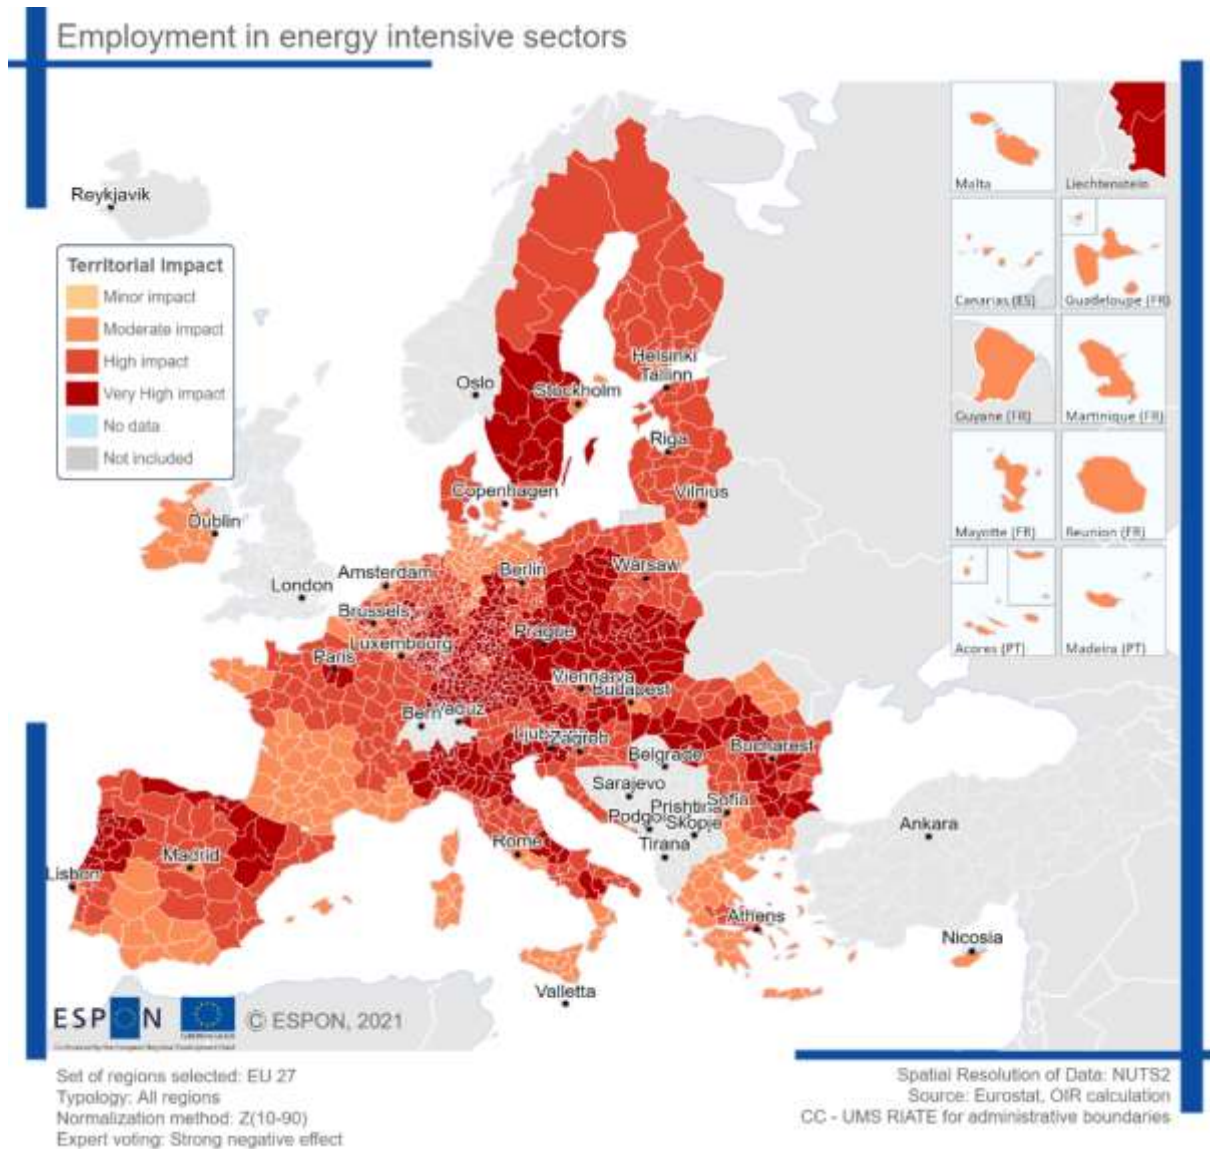 Employment in energy intensive sectors
Reykjavik
Territorial Impact
Minor impact
Moderate impact
High impact
Very High impact
No data
Not included
Malta
Liechtenstein
Canarias (ES)
Guadeloupe (FR)
Guyane (FR)
Martinique (FR)
Mayotte (FR)
Reunion (FR)
Acores (PT)
Madeira (PT)
Helsinki
Tallinn
Oslo
Stockholm
Riga
Copenhagen
Vilnius
Dublin
London
Amsterdam
Berlin
Warsaw
Brussels
Luxembourg
Prague
Paris
Vienna
Budapest
Bern
Zagreb
Belgrade
Bucharest
Sarajevo
Sofia
Skopje
Tirana
Rome
Madrid
Lisbon
Ankara
Athens
Nicosia
Valletta
ESPON
© ESPON, 2021
Set of regions selected: EU 27
Typology: All regions
Normalization method: Z(10-90)
Expert voting: Strong negative effect
Spatial Resolution of Data: NUTS2
Source: Eurostat, OIR calculation
CC - UMS RIATE for administrative boundaries